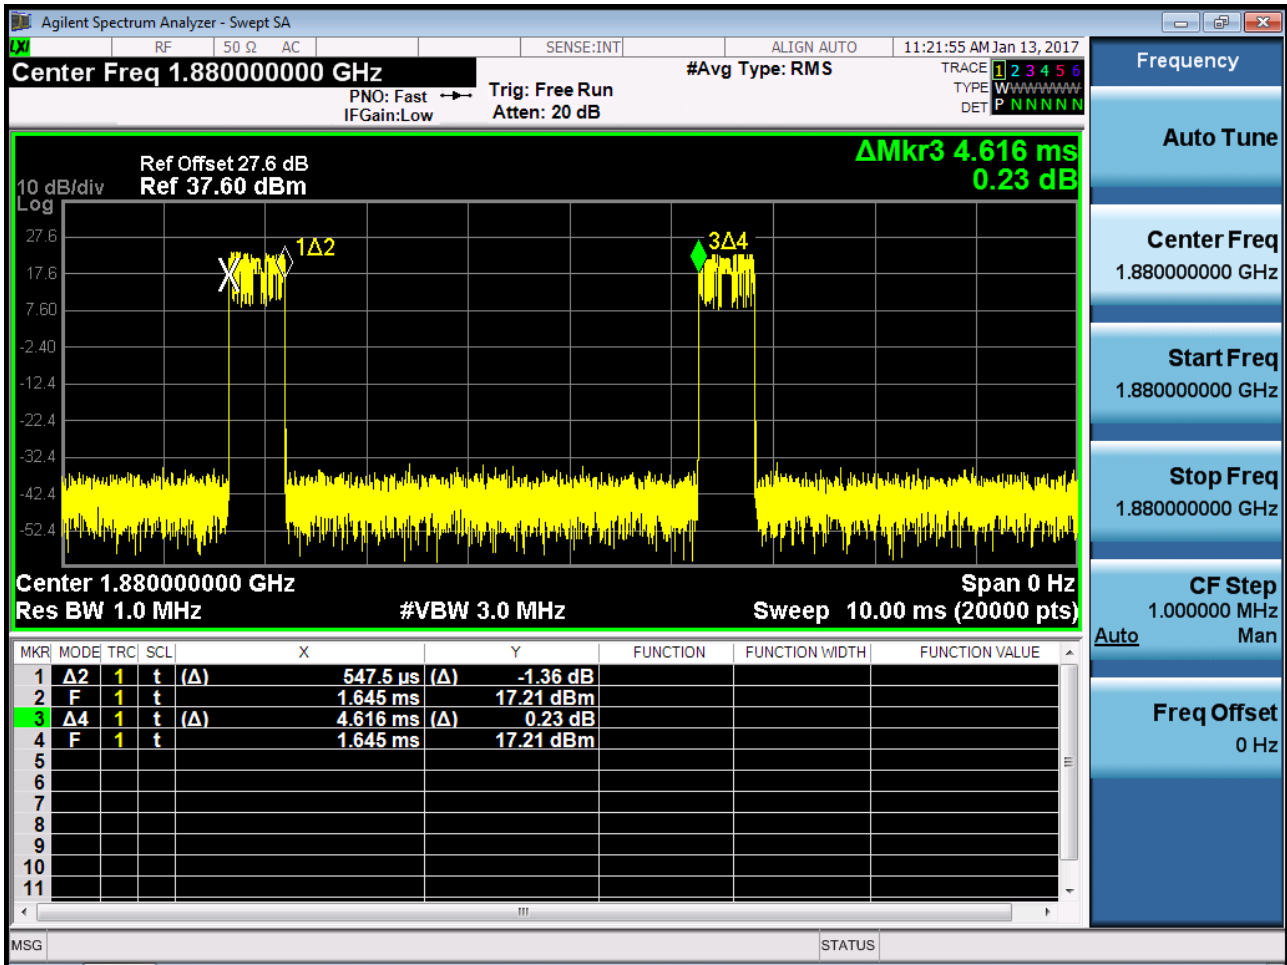 Agilent Spectrum Analyzer - Swept SA
LXI RF 50 Ω AC SENSE:INT ALIGN AUTO 11:21:55 AM Jan 13, 2017
Center Freq 1.880000000 GHz
PNO: Fast
IFGain:Low
Trig: Free Run
Atten: 20 dB
#Avg Type: RMS
TRACE 1 2 3 4 5 6
TYPE WWWWWW
DET P N N N N N
ΔMkr3 4.616 ms
0.23 dB
Ref Offset 27.6 dB
10 dB/div Ref 37.60 dBm
Log
27.6
17.6
7.60
-2.40
-12.4
-22.4
-32.4
-42.4
-52.4
1Δ2
3Δ4
Center 1.880000000 GHz Span 0 Hz
Res BW 1.0 MHz #VBW 3.0 MHz Sweep 10.00 ms (20000 pts)
MKR MODE TRC SCL X Y FUNCTION FUNCTION WIDTH FUNCTION VALUE
1 Δ2 1 t (Δ) 547.5 µs (Δ) -1.36 dB
2 F 1 t 1.645 ms 17.21 dBm
3 Δ4 1 t (Δ) 4.616 ms (Δ) 0.23 dB
4 F 1 t 1.645 ms 17.21 dBm
5
6
7
8
9
10
11
MSG STATUS
Frequency
Auto Tune
Center Freq
1.880000000 GHz
Start Freq
1.880000000 GHz
Stop Freq
1.880000000 GHz
CF Step
1.000000 MHz
Auto Man
Freq Offset
0 Hz